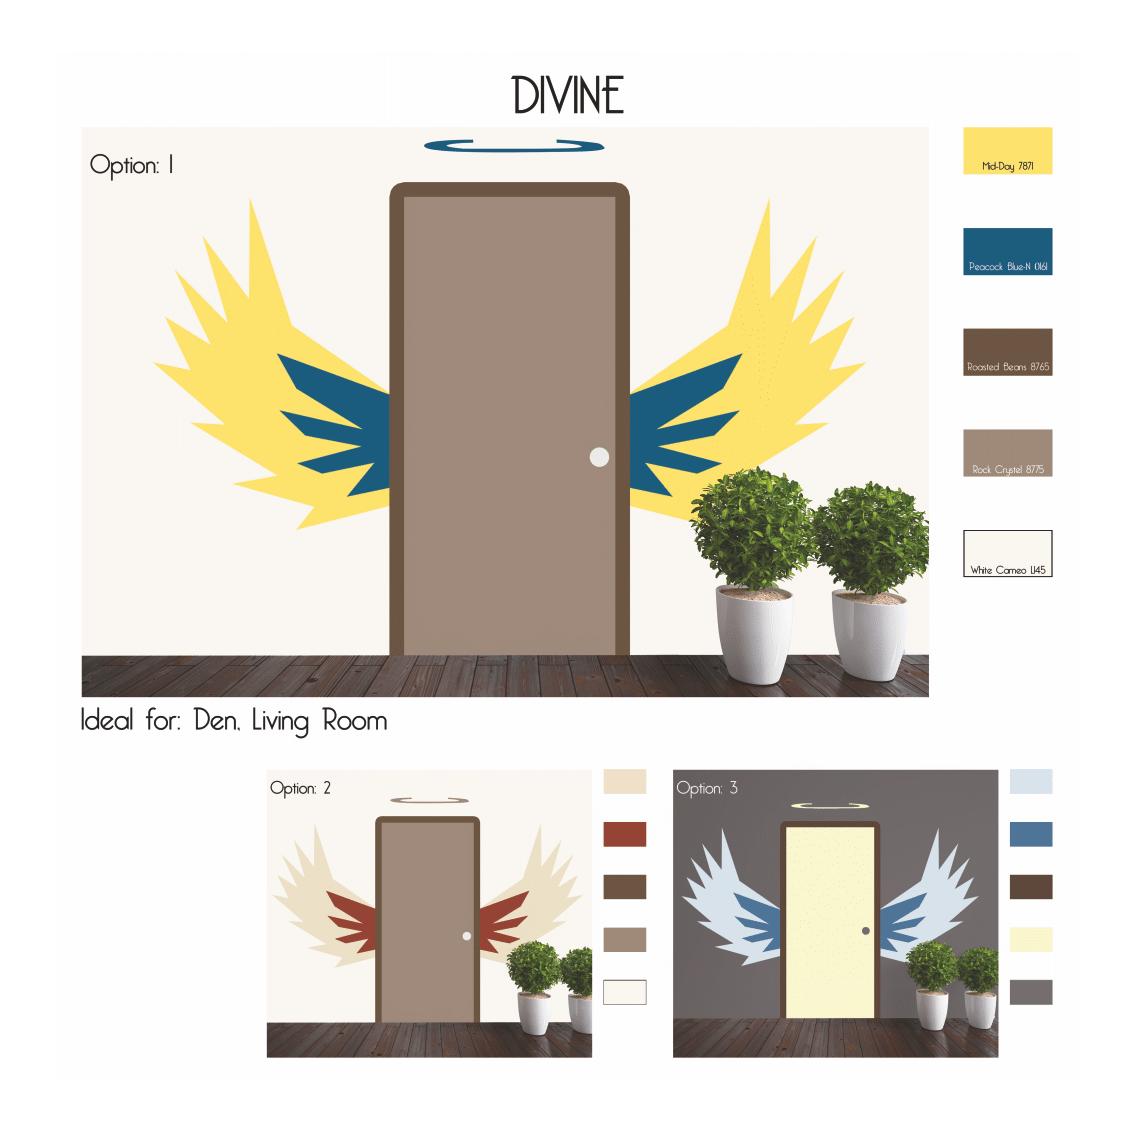 DIVINE
Option: 1
Mid-Day 7871
Peacock Blue-N 0161
Roasted Beans 8765
Rock Crystel 8775
White Cameo L145
Ideal for: Den, Living Room
Option: 2
Option: 3